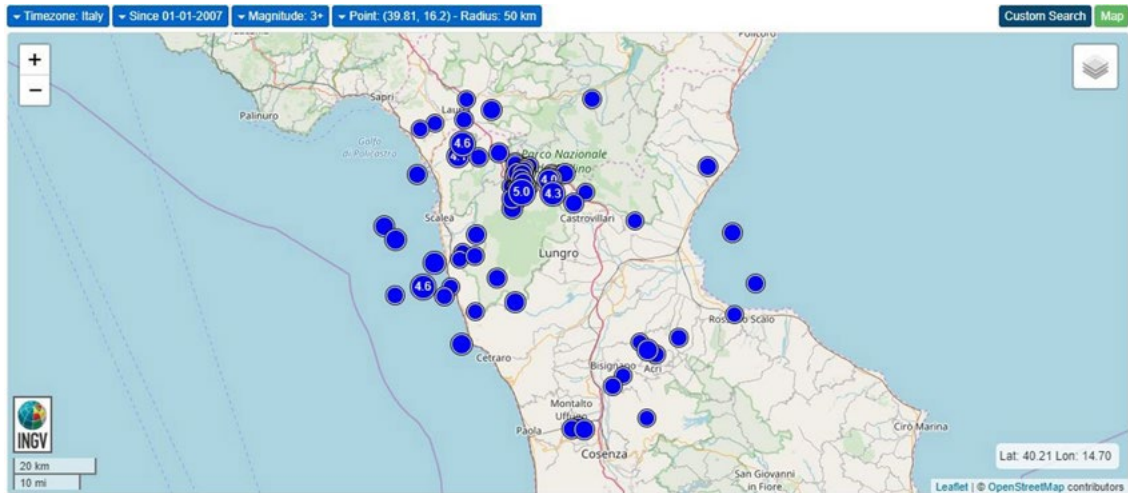 Timezone: Italy
Since 01-01-2007
Magnitude: 3+
Point: (39.81, 16.2) - Radius: 50 km
Custom Search
Map
+
−
Policoro
Sapri
Palinuro
Golfo
di Policastro
4.6
Parco Nazionale
4.0
5.0
4.3
Scalea
Castrovillari
Lungro
4.6
Cetraro
Bisignano
Acri
Montalto
Uffugo
Paola
Cosenza
Cirò Marina
San Giovanni
in Fiore
INGV
20 km
10 mi
Lat: 40.21 Lon: 14.70
Leaflet | © OpenStreetMap contributors